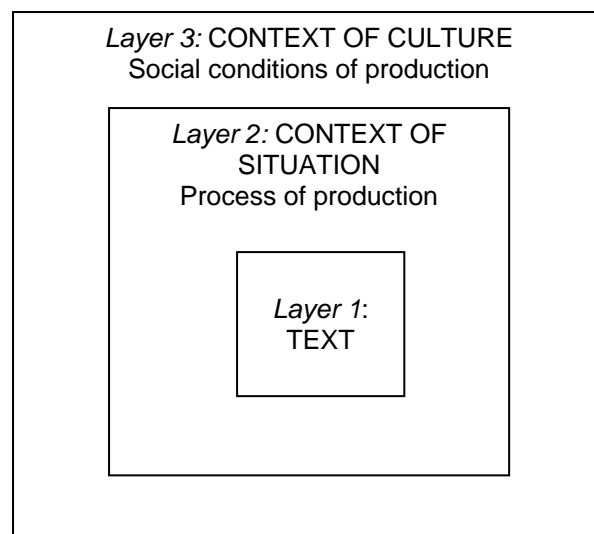 Layer 3: CONTEXT OF CULTURE
Social conditions of production
Layer 2: CONTEXT OF
SITUATION
Process of production
Layer 1:
TEXT